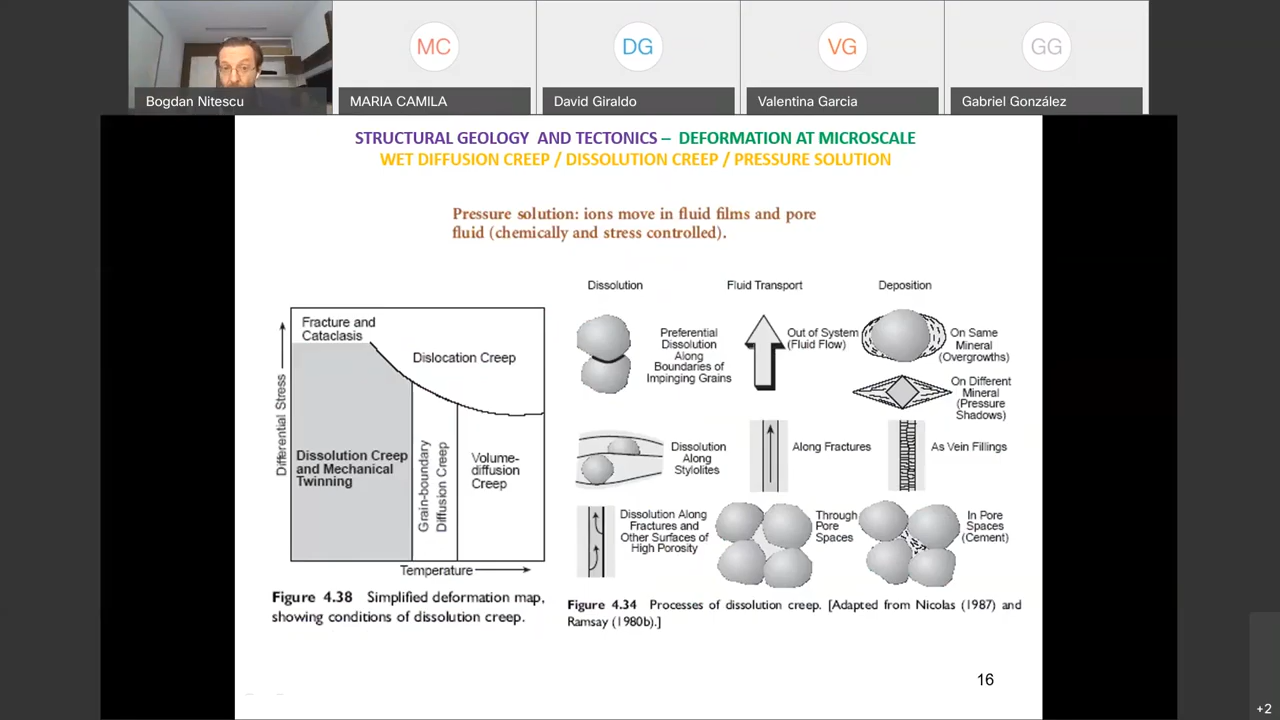 MC
DG
VG
GG
Bogdan Nitescu
MARIA CAMILA
David Giraldo
Valentina Garcia
Gabriel González
STRUCTURAL GEOLOGY AND TECTONICS – DEFORMATION AT MICROSCALE
WET DIFFUSION CREEP / DISSOLUTION CREEP / PRESSURE SOLUTION
Pressure solution: ions move in fluid films and pore
fluid (chemically and stress controlled).
Fracture and
Cataclasis
Dislocation Creep
Differential Stress
Dissolution Creep
and Mechanical
Twinning
Grain-boundary
Diffusion Creep
Volume-
diffusion
Creep
Temperature
Figure 4.38 Simplified deformation map,
showing conditions of dissolution creep.
Dissolution
Fluid Transport
Deposition
Preferential
Dissolution
Along
Boundaries of
Impinging Grains
Out of System
(Fluid Flow)
On Same
Mineral
(Overgrowths)
On Different
Mineral
(Pressure
Shadows)
Dissolution
Along
Stylolites
Along Fractures
As Vein Fillings
Dissolution Along
Fractures and
Other Surfaces of
High Porosity
Through
Pore
Spaces
In Pore
Spaces
(Cement)
Figure 4.34 Processes of dissolution creep. [Adapted from Nicolas (1987) and
Ramsay (1980b).]
16
+2